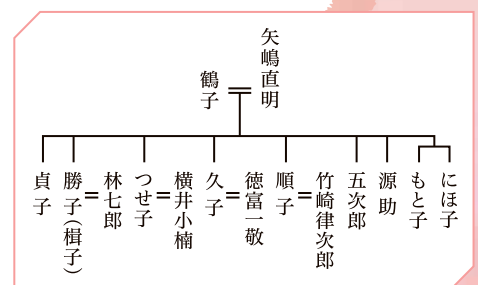 矢嶋直明
鶴子
にほ子
もと子
源助
五次郎
竹崎律次郎
順子
徳富一敬
久子
横井小楠
つせ子
林七郎
勝子(楫子)
貞子